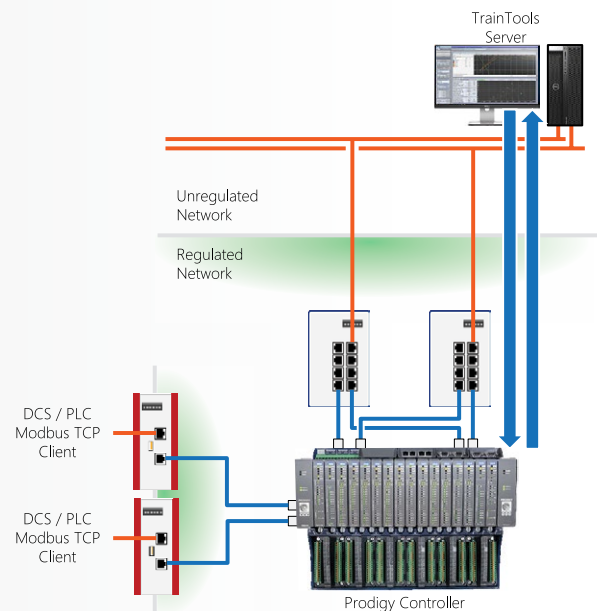 TrainTools
Server
Unregulated
Network
Regulated
Network
DCS / PLC
Modbus TCP
Client
DCS / PLC
Modbus TCP
Client
Prodigy Controller